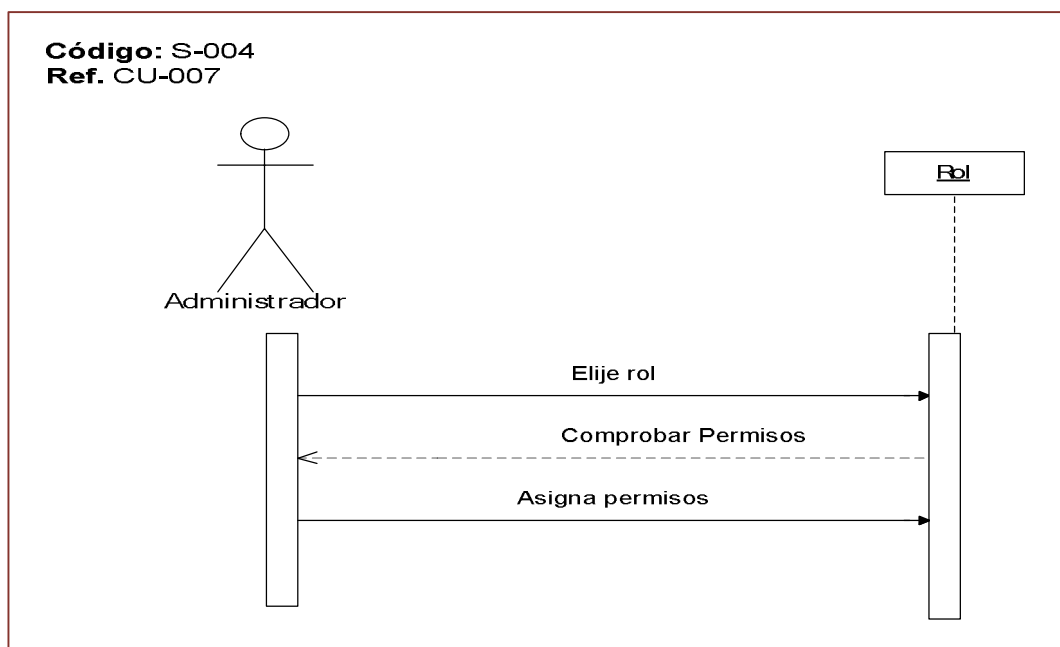 Código: S-004
Ref. CU-007
Rol
Administrador
Elije rol
Comprobar Permisos
Asigna permisos